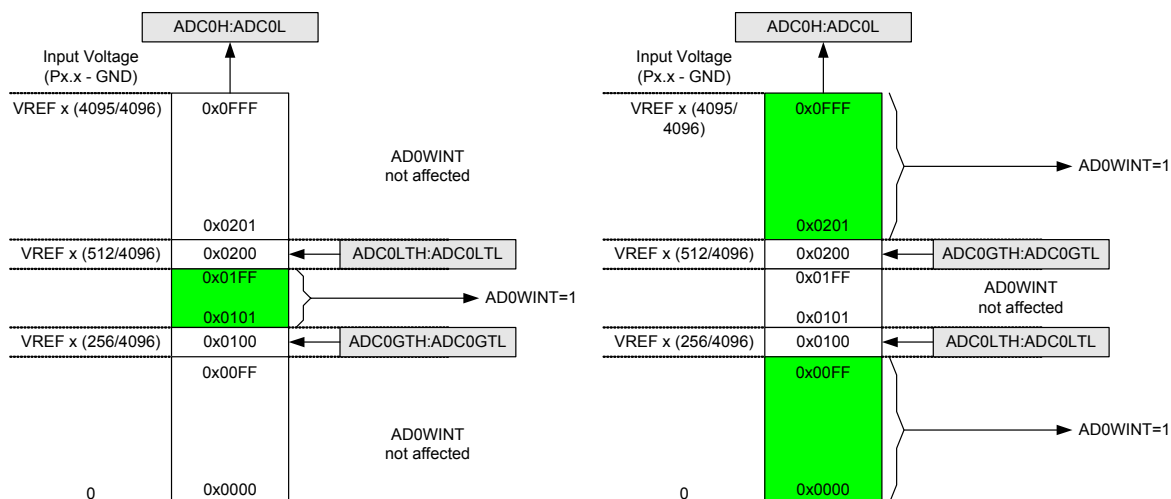 ADC0H:ADC0L
Input Voltage
(Px.x - GND)
VREF x (4095/4096)
0x0FFF
AD0WINT
not affected
0x0201
VREF x (512/4096)
0x0200
ADC0LTH:ADC0LTL
0x01FF
AD0WINT=1
0x0101
VREF x (256/4096)
0x0100
ADC0GTH:ADC0GTL
0x00FF
AD0WINT
not affected
0
0x0000
ADC0H:ADC0L
Input Voltage
(Px.x - GND)
VREF x (4095/
4096)
0x0FFF
AD0WINT=1
0x0201
VREF x (512/4096)
0x0200
ADC0GTH:ADC0GTL
0x01FF
AD0WINT
not affected
0x0101
VREF x (256/4096)
0x0100
ADC0LTH:ADC0LTL
0x00FF
AD0WINT=1
0
0x0000